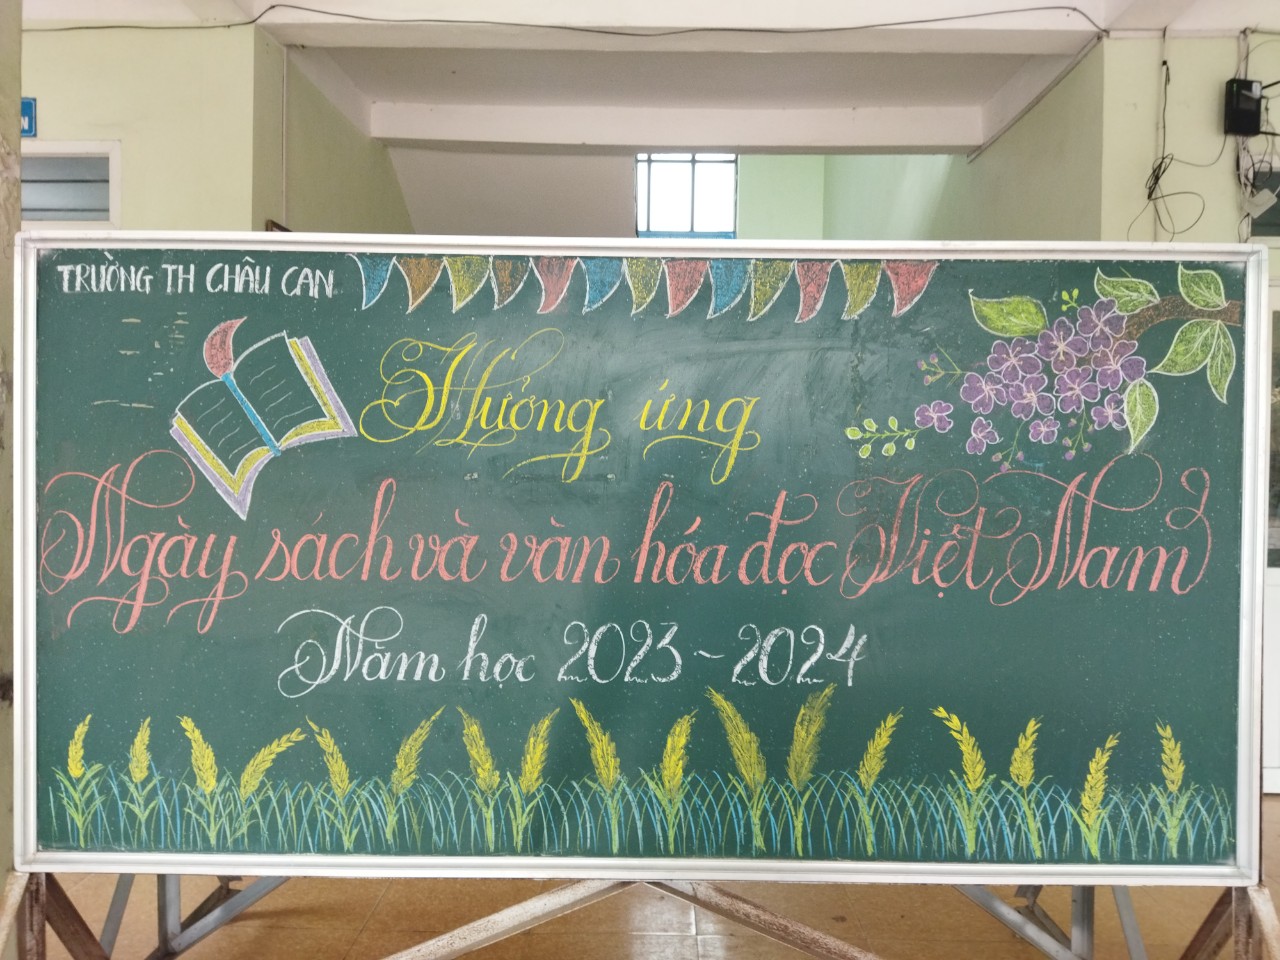 TRƯỜNG TH CHÂU CAN
Hưởng ứng
Ngày sách và văn hóa đọc Việt Nam
Năm học 2023 - 2024